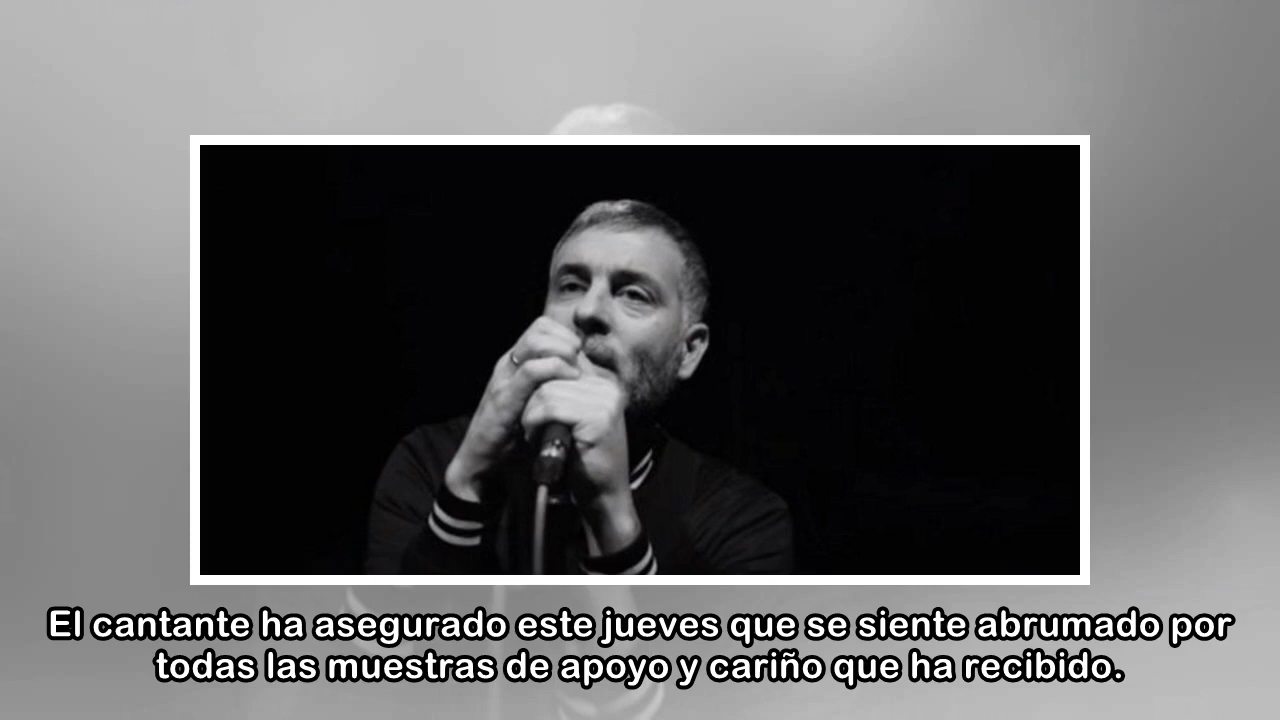 El cantante ha asegurado este jueves que se siente abrumado por
todas las muestras de apoyo y cariño que ha recibido.